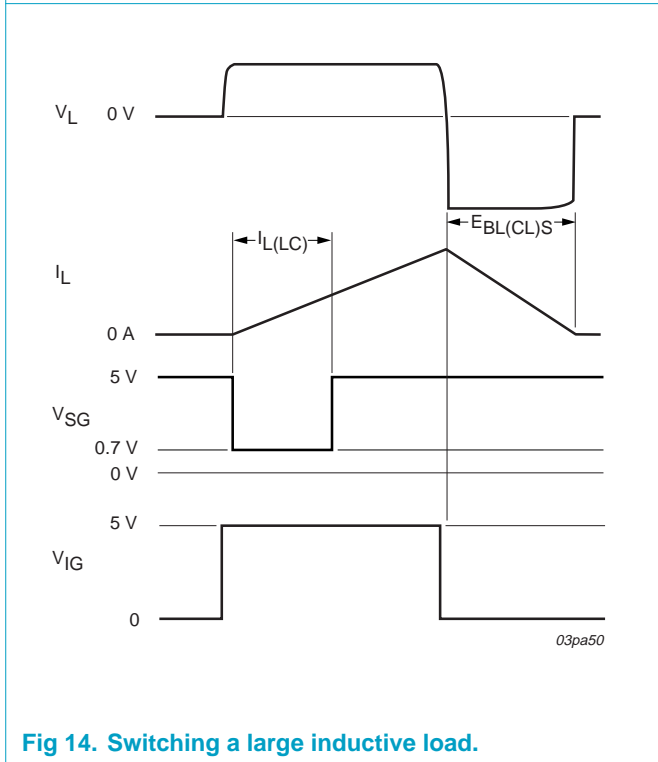 VL 0 V
EBL(CL)S
IL(LC)
IL
0 A
5 V
VSG
0.7 V
0 V
5 V
VIG
0
03pa50
Fig 14. Switching a large inductive load.